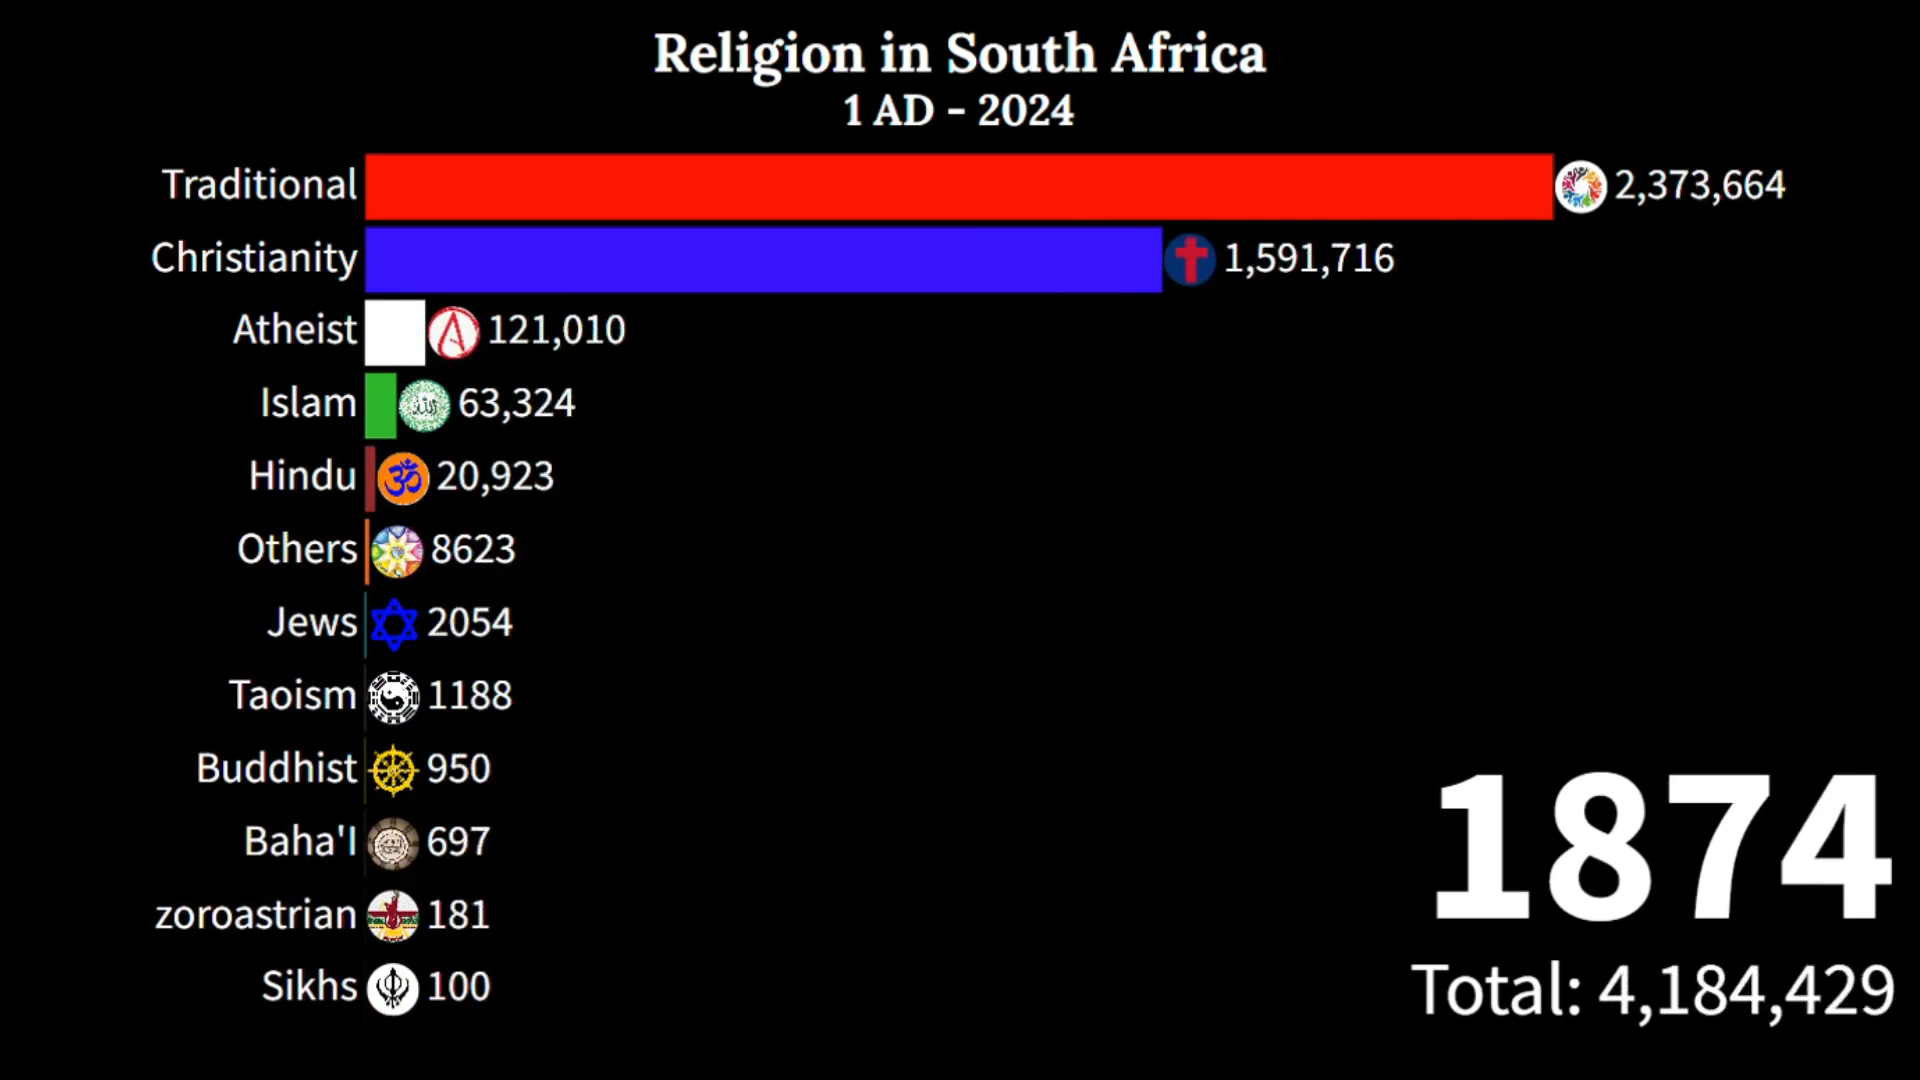 Religion in South Africa
1 AD - 2024
Traditional 2,373,664
Christianity 1,591,716
Atheist 121,010
Islam 63,324
Hindu 20,923
Others 8623
Jews 2054
Taoism 1188
Buddhist 950
Baha'I 697
zoroastrian 181
Sikhs 100
1874
Total: 4,184,429